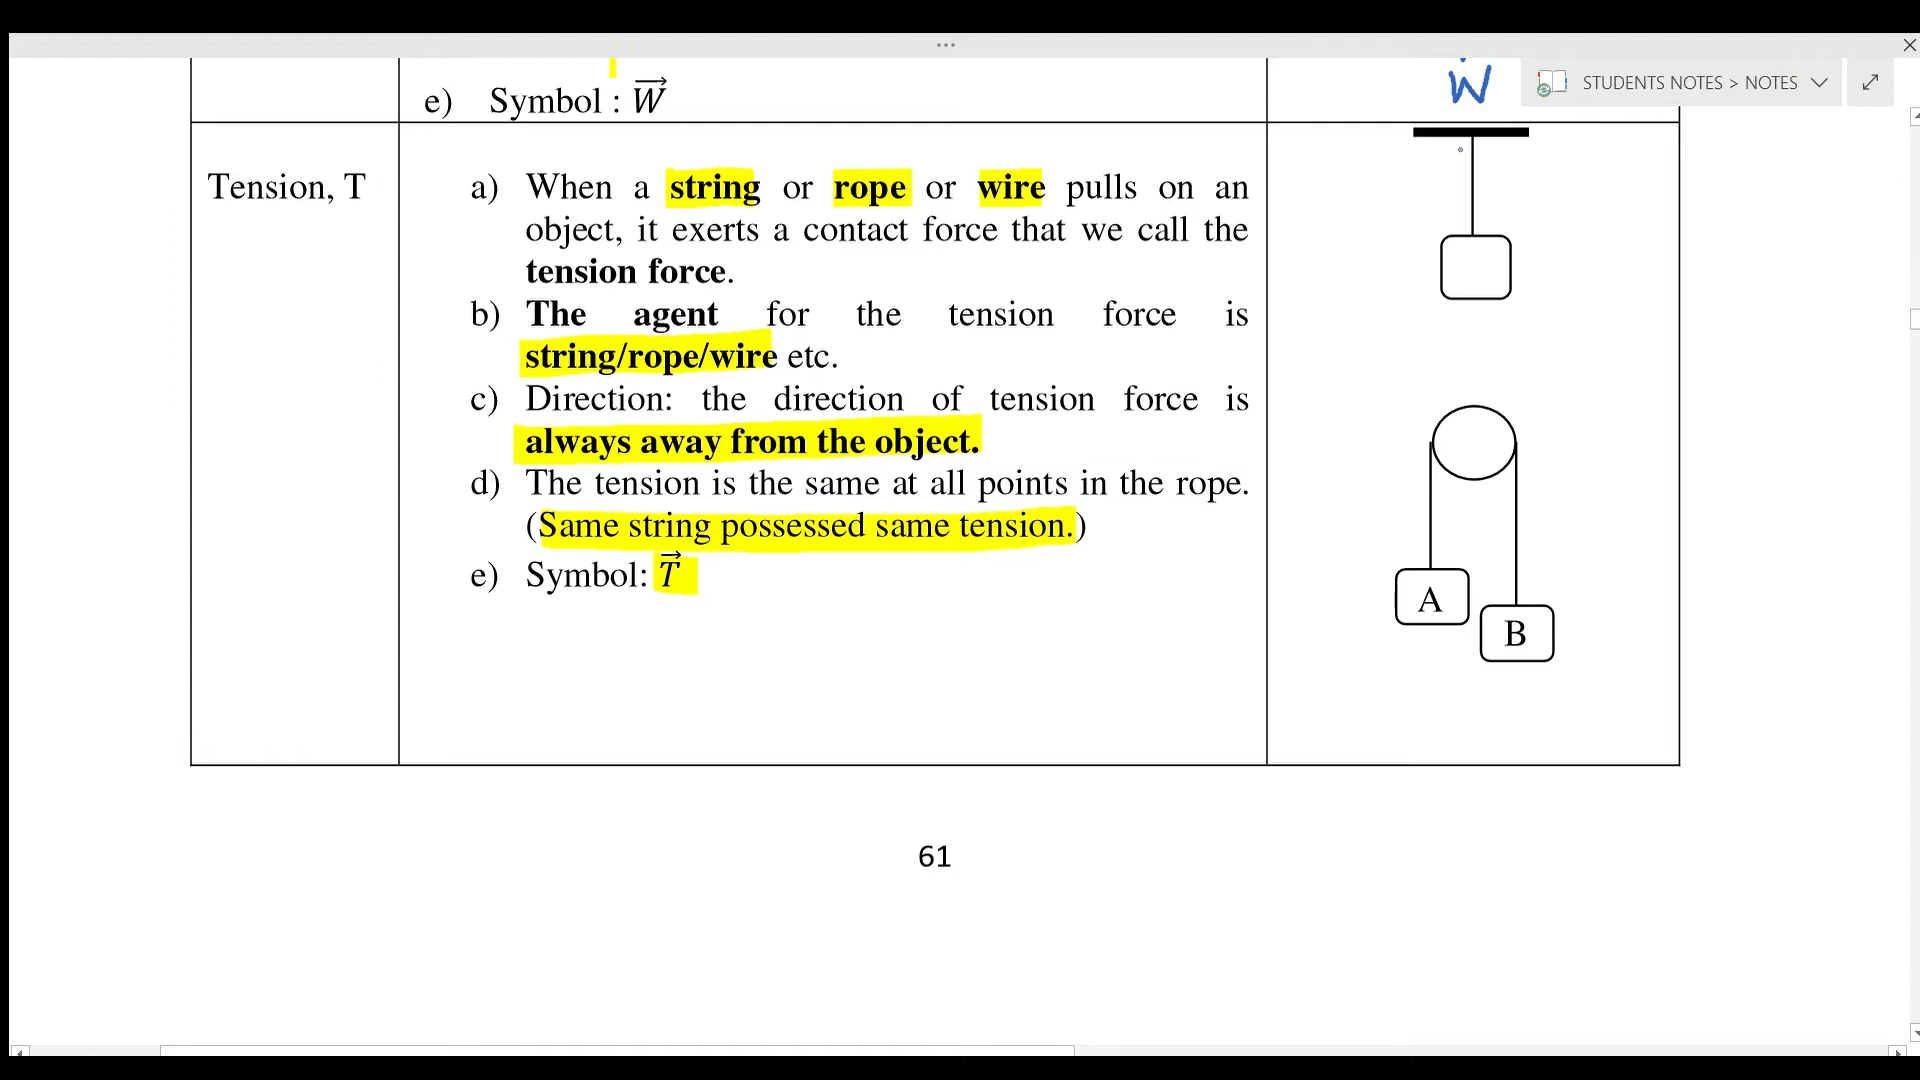 ...
e) Symbol : W⃗
W
STUDENTS NOTES > NOTES
Tension, T
a) When a string or rope or wire pulls on an
object, it exerts a contact force that we call the
tension force.
b) The agent for the tension force is
string/rope/wire etc.
c) Direction: the direction of tension force is
always away from the object.
d) The tension is the same at all points in the rope.
(Same string possessed same tension.)
e) Symbol: T⃗
A
B
61